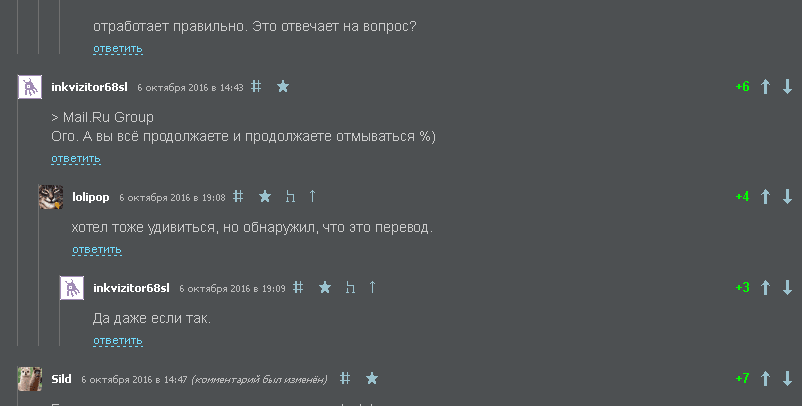 отработает правильно. Это отвечает на вопрос?
ответить
inkvizitor68sl 6 октября 2016 в 14:43 # +6
> Mail.Ru Group
Ого. А вы всё продолжаете и продолжаете отмываться %)
ответить
lolipop 6 октября 2016 в 19:08 # +4
хотел тоже удивиться, но обнаружил, что это перевод.
ответить
inkvizitor68sl 6 октября 2016 в 19:09 # +3
Да даже если так.
ответить
Sild 6 октября 2016 в 14:47 (комментарий был изменён) # +7